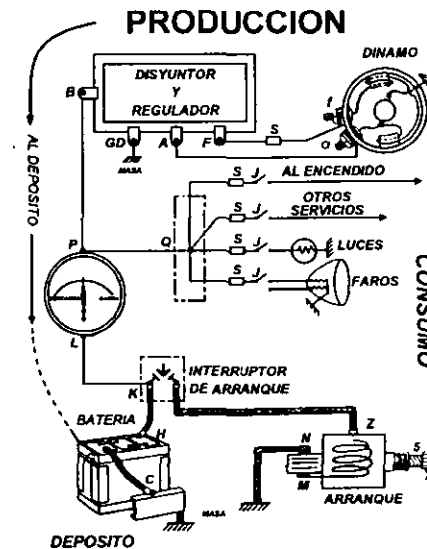 PRODUCCION
DINAMO
DISYUNTOR
Y
REGULADOR
B
f
a
GD
A
F
S
MASA
AL DEPOSITO
S J AL ENCENDIDO
OTROS
SERVICIOS
S J
P
Q
S J LUCES
S J FAROS
CONSUMO
L
INTERRUPTOR
DE ARRANQUE
K
BATERIA
H
Z
N
M
5
C
ARRANQUE
MASA
DEPOSITO